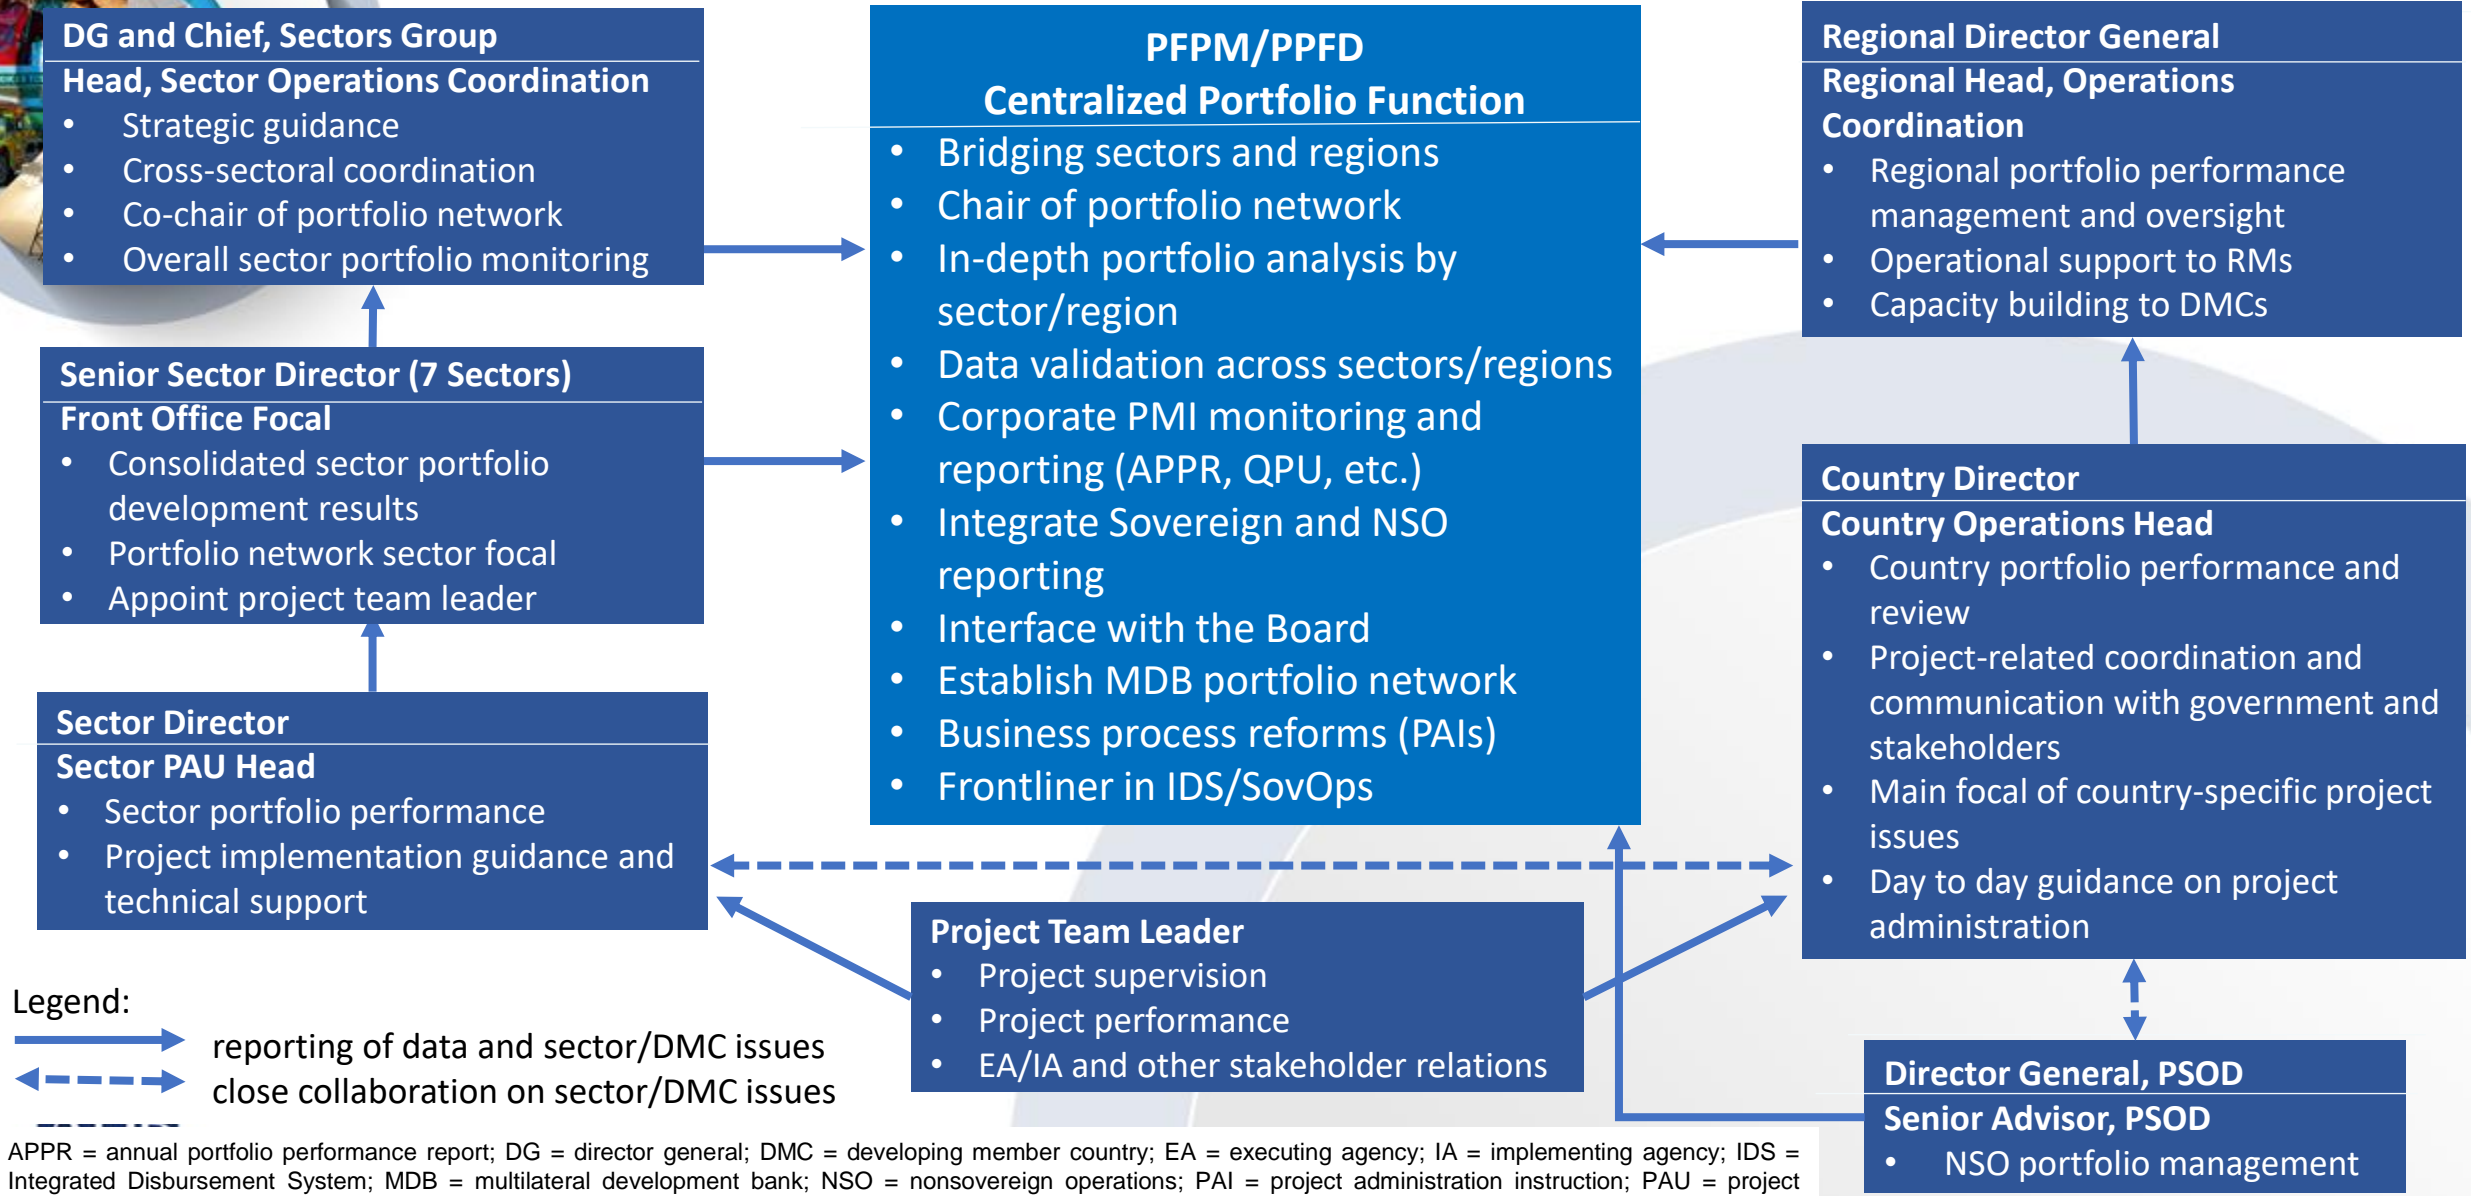 DG and Chief, Sectors Group
Head, Sector Operations Coordination
• Strategic guidance
• Cross-sectoral coordination
• Co-chair of portfolio network
• Overall sector portfolio monitoring
Senior Sector Director (7 Sectors)
Front Office Focal
• Consolidated sector portfolio
development results
• Portfolio network sector focal
• Appoint project team leader
Sector Director
Sector PAU Head
• Sector portfolio performance
• Project implementation guidance and
technical support
PFPM/PPFD
Centralized Portfolio Function
• Bridging sectors and regions
• Chair of portfolio network
• In-depth portfolio analysis by
sector/region
• Data validation across sectors/regions
• Corporate PMI monitoring and
reporting (APPR, QPU, etc.)
• Integrate Sovereign and NSO
reporting
• Interface with the Board
• Establish MDB portfolio network
• Business process reforms (PAIs)
• Frontliner in IDS/SovOps
Project Team Leader
• Project supervision
• Project performance
• EA/IA and other stakeholder relations
Regional Director General
Regional Head, Operations
Coordination
• Regional portfolio performance
management and oversight
• Operational support to RMs
• Capacity building to DMCs
Country Director
Country Operations Head
• Country portfolio performance and
review
• Project-related coordination and
communication with government and
stakeholders
• Main focal of country-specific project
issues
• Day to day guidance on project
administration
Director General, PSOD
Senior Advisor, PSOD
• NSO portfolio management
Legend:
reporting of data and sector/DMC issues
close collaboration on sector/DMC issues
APPR = annual portfolio performance report; DG = director general; DMC = developing member country; EA = executing agency; IA = implementing agency; IDS =
Integrated Disbursement System; MDB = multilateral development bank; NSO = nonsovereign operations; PAI = project administration instruction; PAU = project